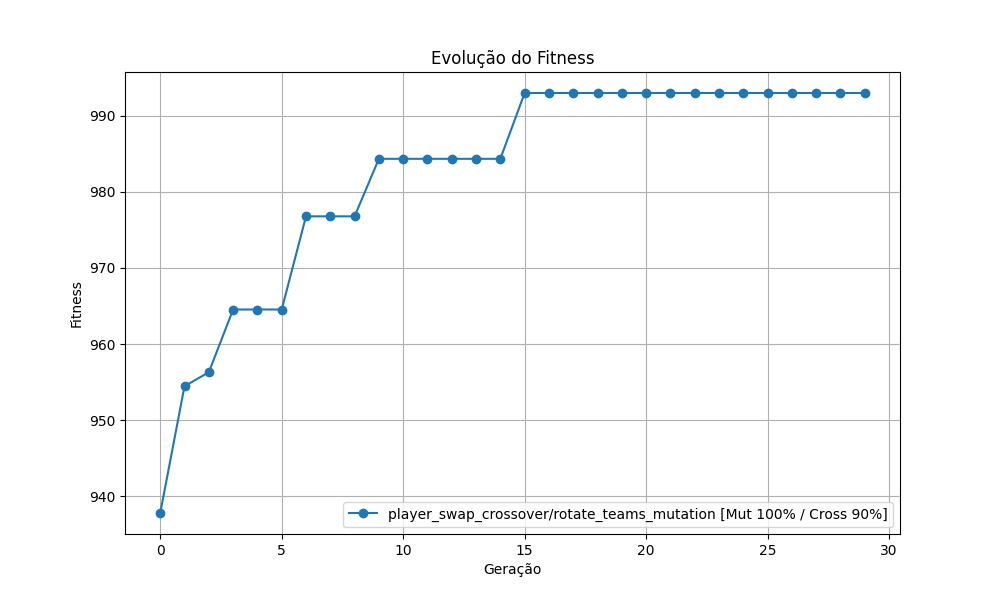 Evolução do Fitness
Fitness
990
980
970
960
950
940
player_swap_crossover/rotate_teams_mutation [Mut 100% / Cross 90%]
0 5 10 15 20 25 30
Geração